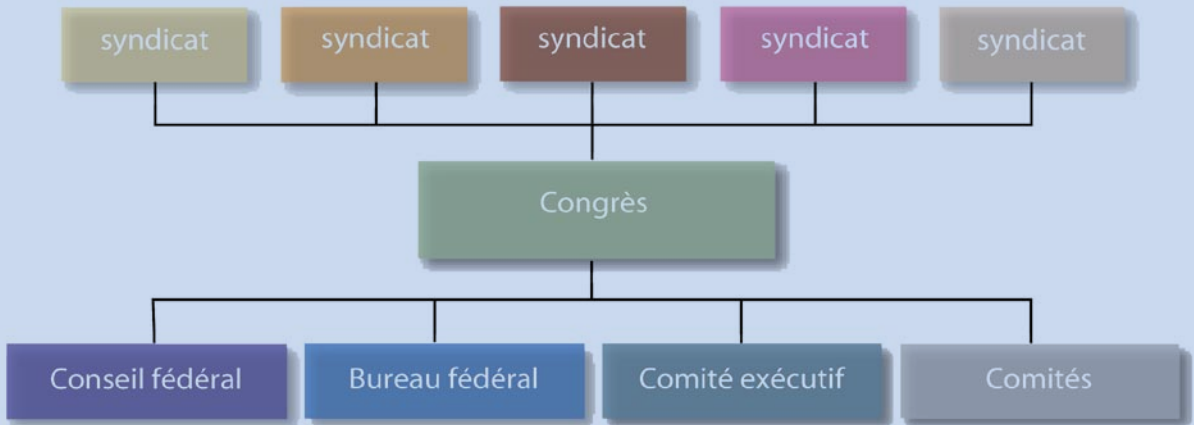 syndicat
syndicat
syndicat
syndicat
syndicat
Congrès
Conseil fédéral
Bureau fédéral
Comité exécutif
Comités